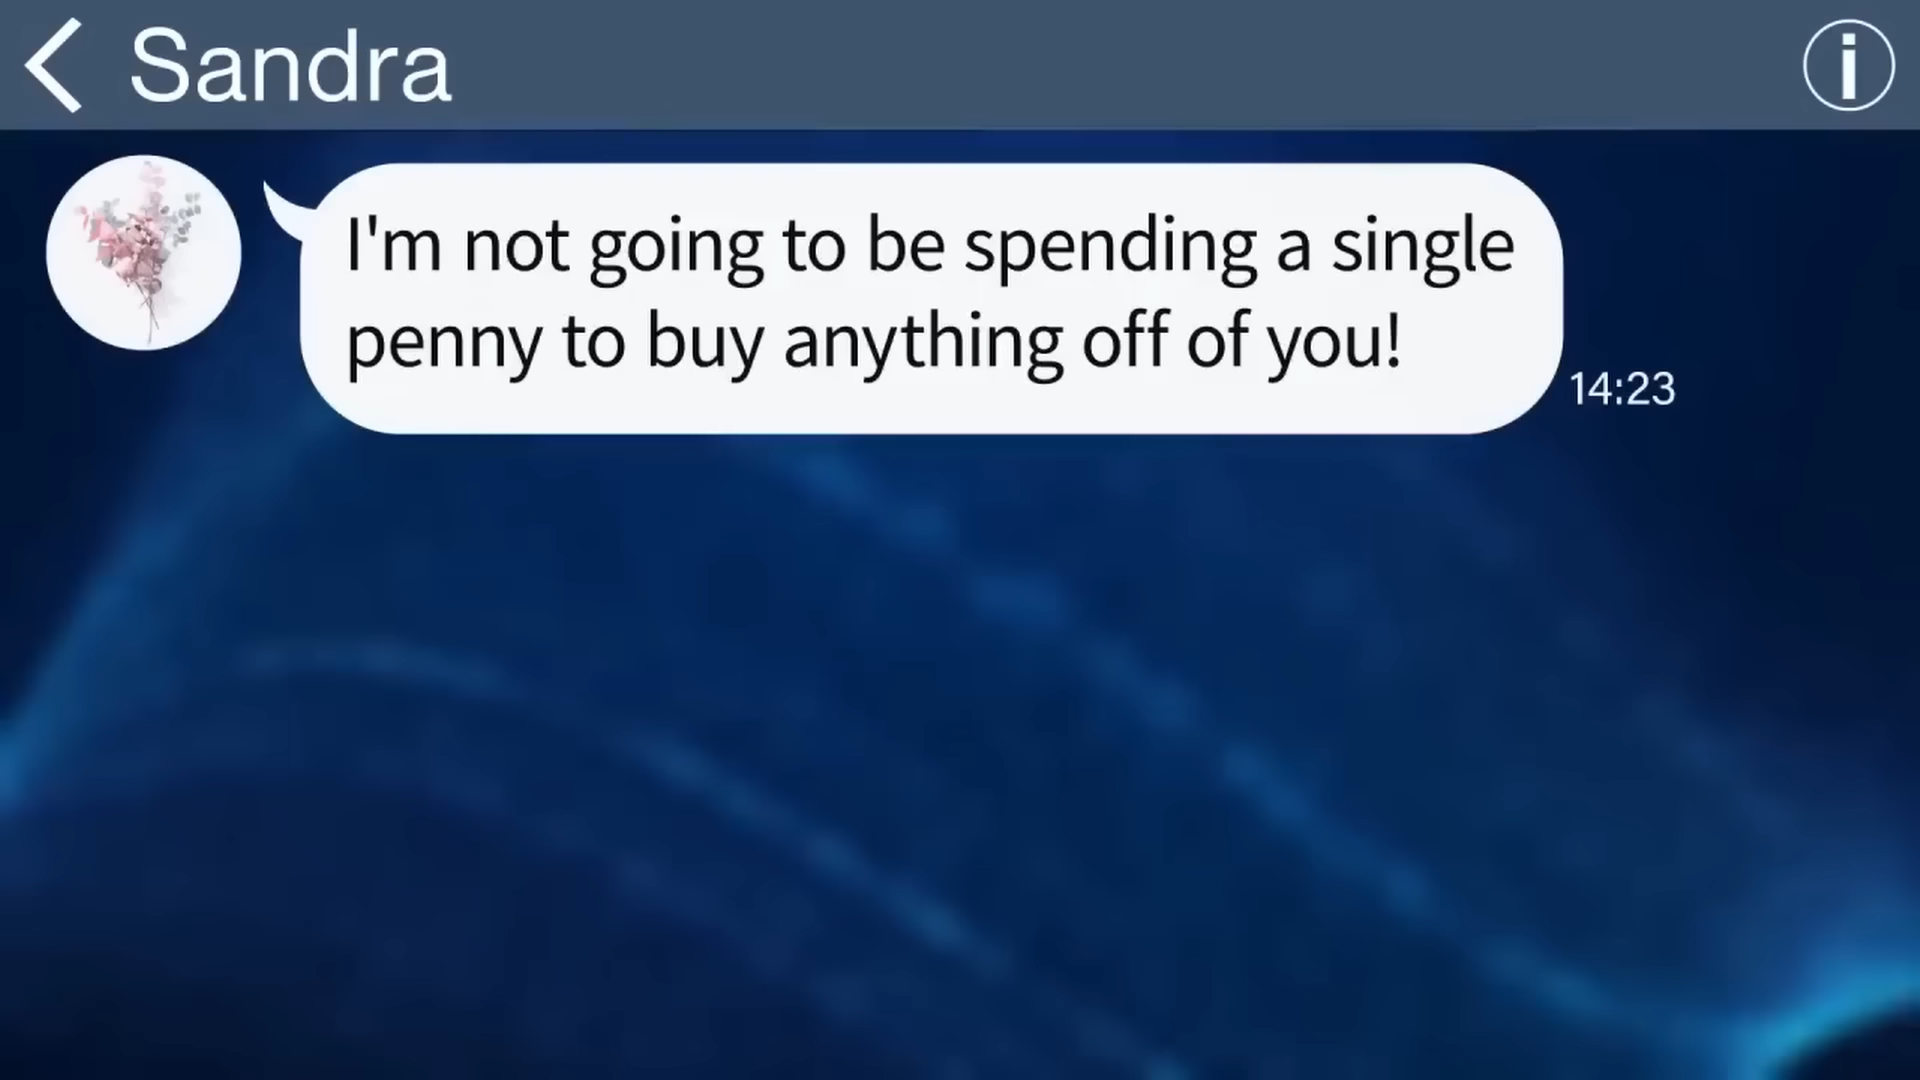 Sandra
I'm not going to be spending a single
penny to buy anything off of you!
14:23